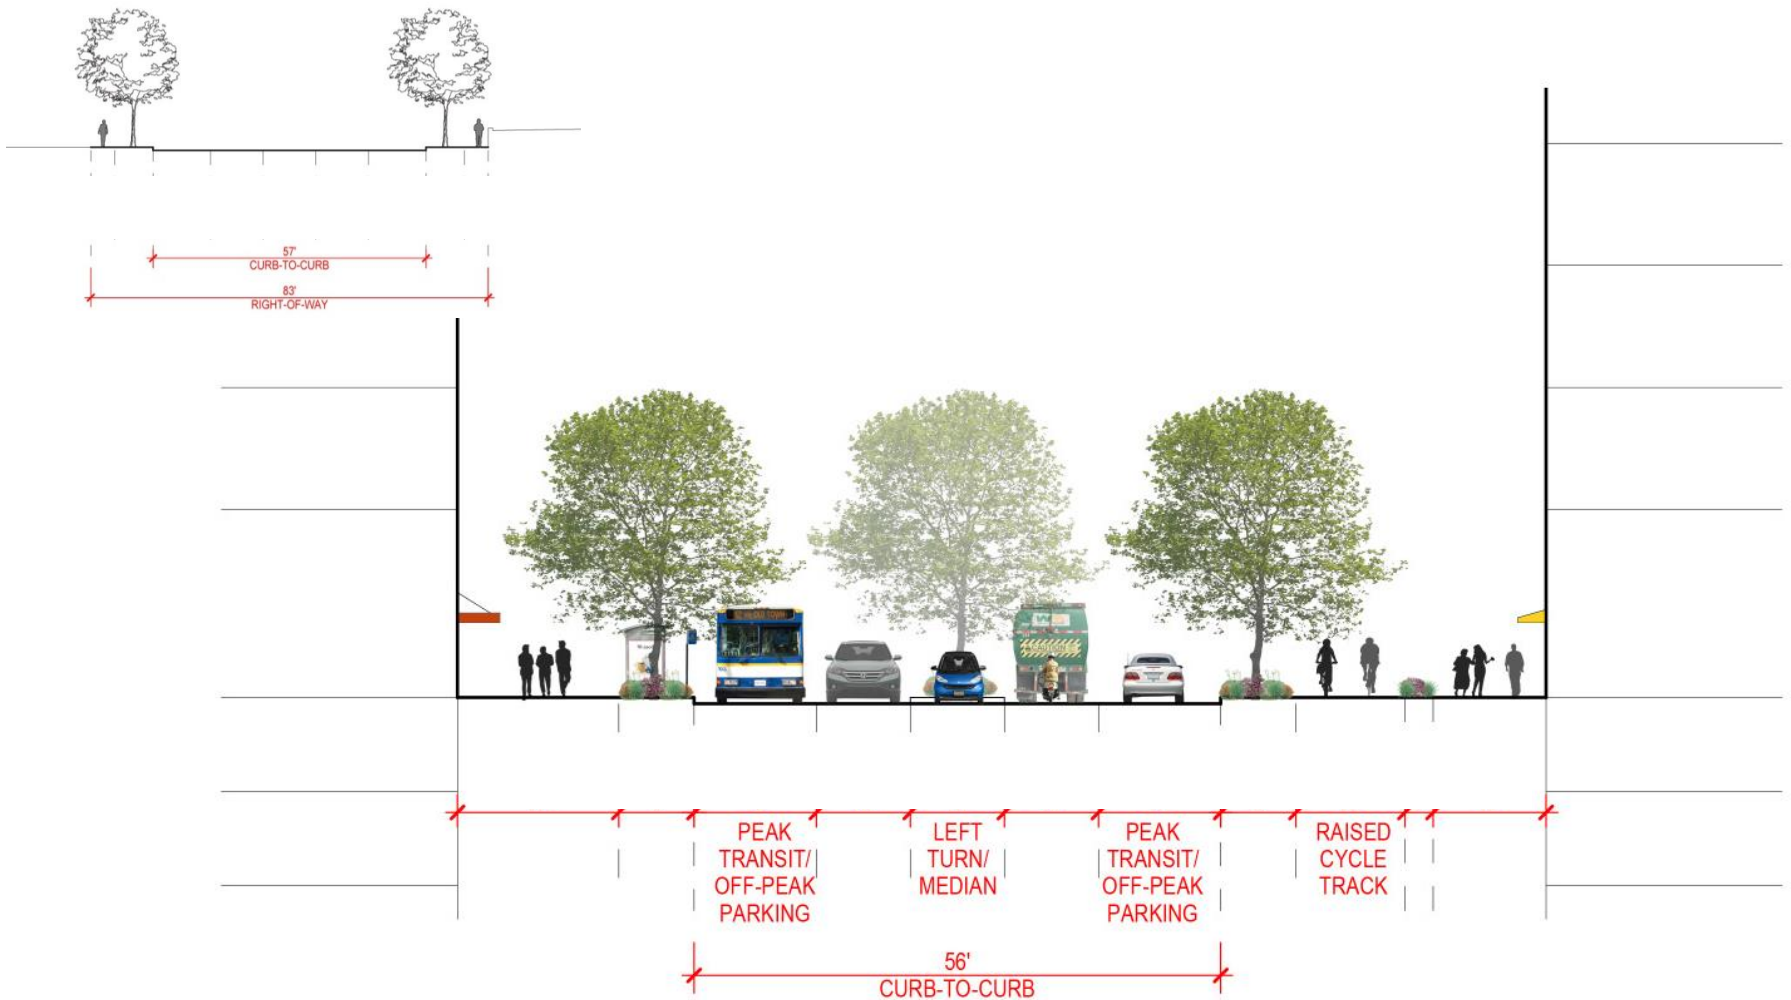 57'
CURB-TO-CURB
83'
RIGHT-OF-WAY
PEAK
TRANSIT/
OFF-PEAK
PARKING
LEFT
TURN/
MEDIAN
PEAK
TRANSIT/
OFF-PEAK
PARKING
RAISED
CYCLE
TRACK
56'
CURB-TO-CURB